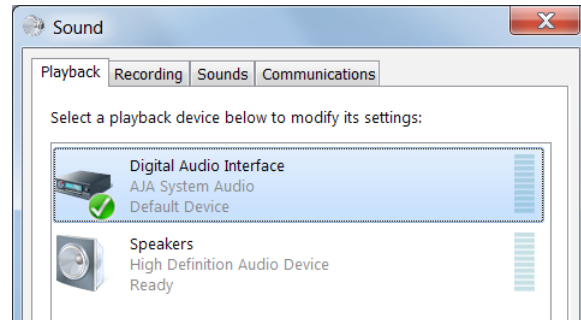 Sound
Playback Recording Sounds Communications
Select a playback device below to modify its settings:
Digital Audio Interface
AJA System Audio
Default Device
Speakers
High Definition Audio Device
Ready